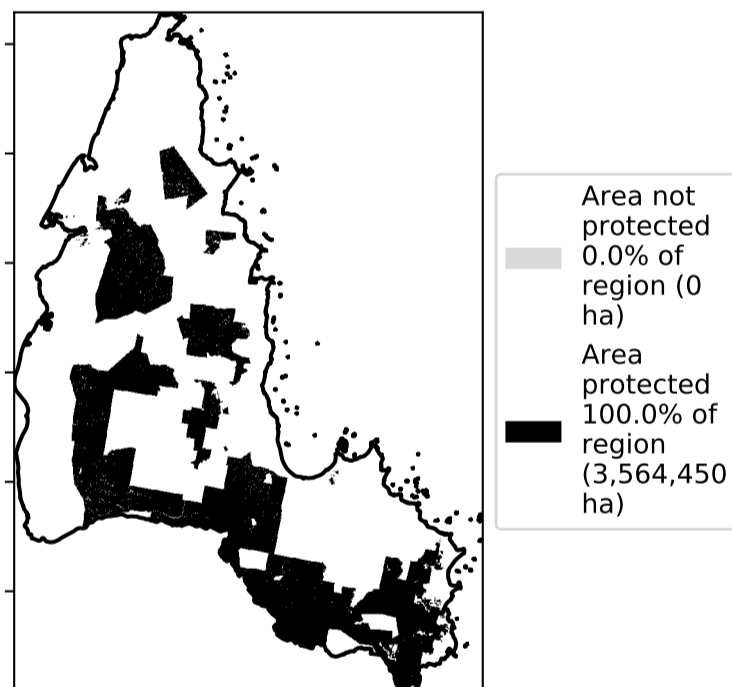 Area not
protected
0.0% of
region (0
ha)
Area
protected
100.0% of
region
(3,564,450
ha)